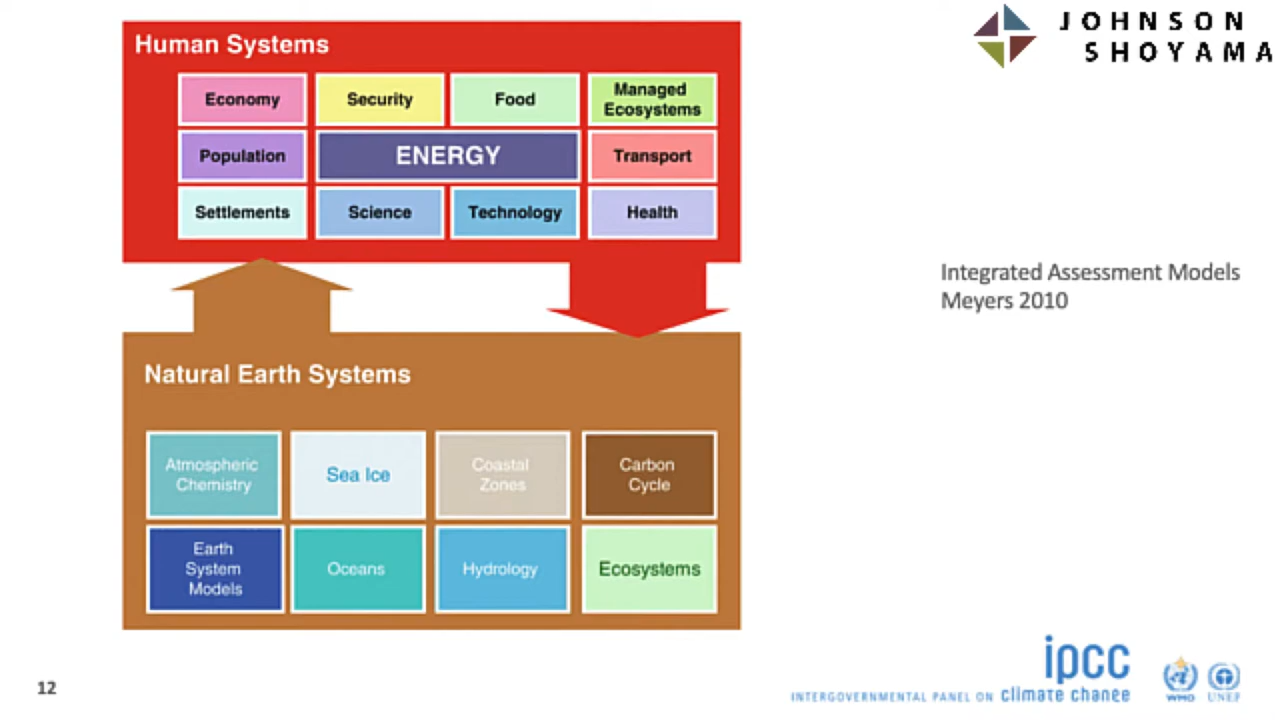 JOHNSON
SHOYAMA
Human Systems
Economy
Security
Food
Managed
Ecosystems
Population
ENERGY
Transport
Settlements
Science
Technology
Health
Integrated Assessment Models
Meyers 2010
Natural Earth Systems
Atmospheric
Chemistry
Sea Ice
Coastal
Zones
Carbon
Cycle
Earth
System
Models
Oceans
Hydrology
Ecosystems
12
ipcc
INTERGOVERNMENTAL PANEL ON climate change
WMO
UNEP